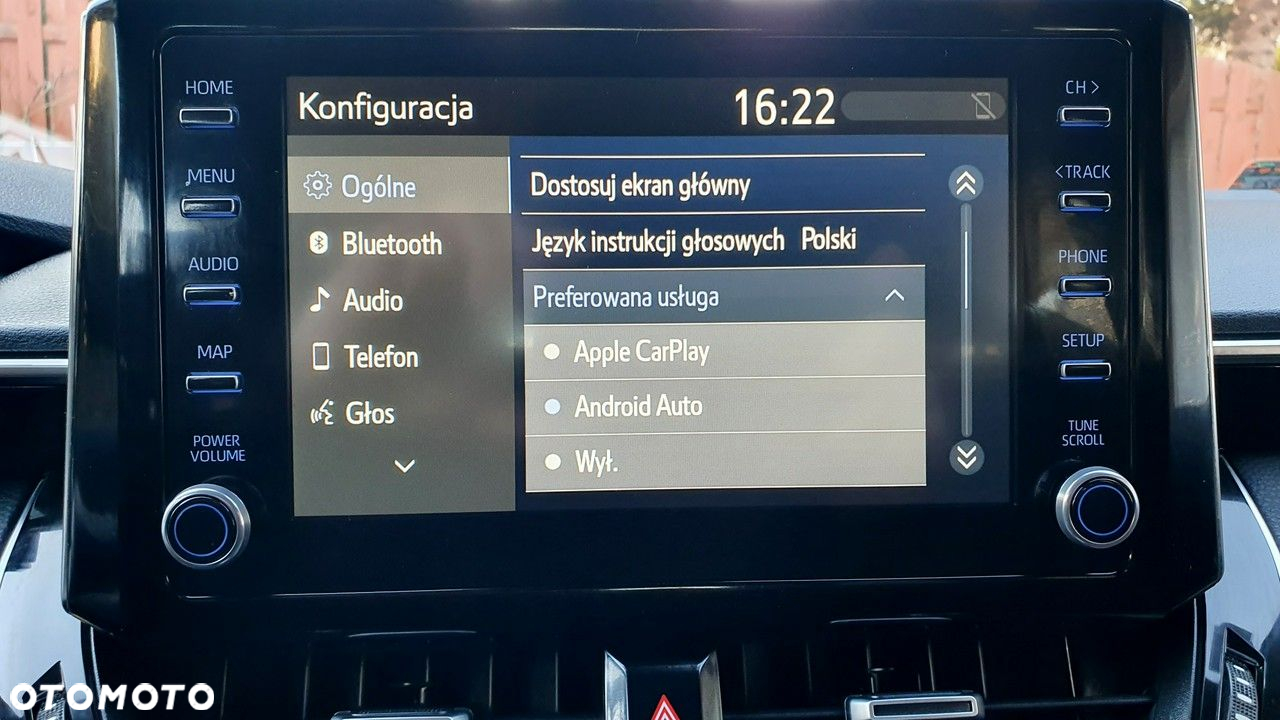 HOME
MENU
AUDIO
MAP
POWER
VOLUME
Konfiguracja 16:22
Ogólne
Bluetooth
Audio
Telefon
Głos
Dostosuj ekran główny
Język instrukcji głosowych Polski
Preferowana usługa
Apple CarPlay
Android Auto
Wył.
CH >
<TRACK
PHONE
SETUP
TUNE
SCROLL
OTOMOTO